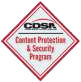 CDSA
Content Protection
& Security
Program